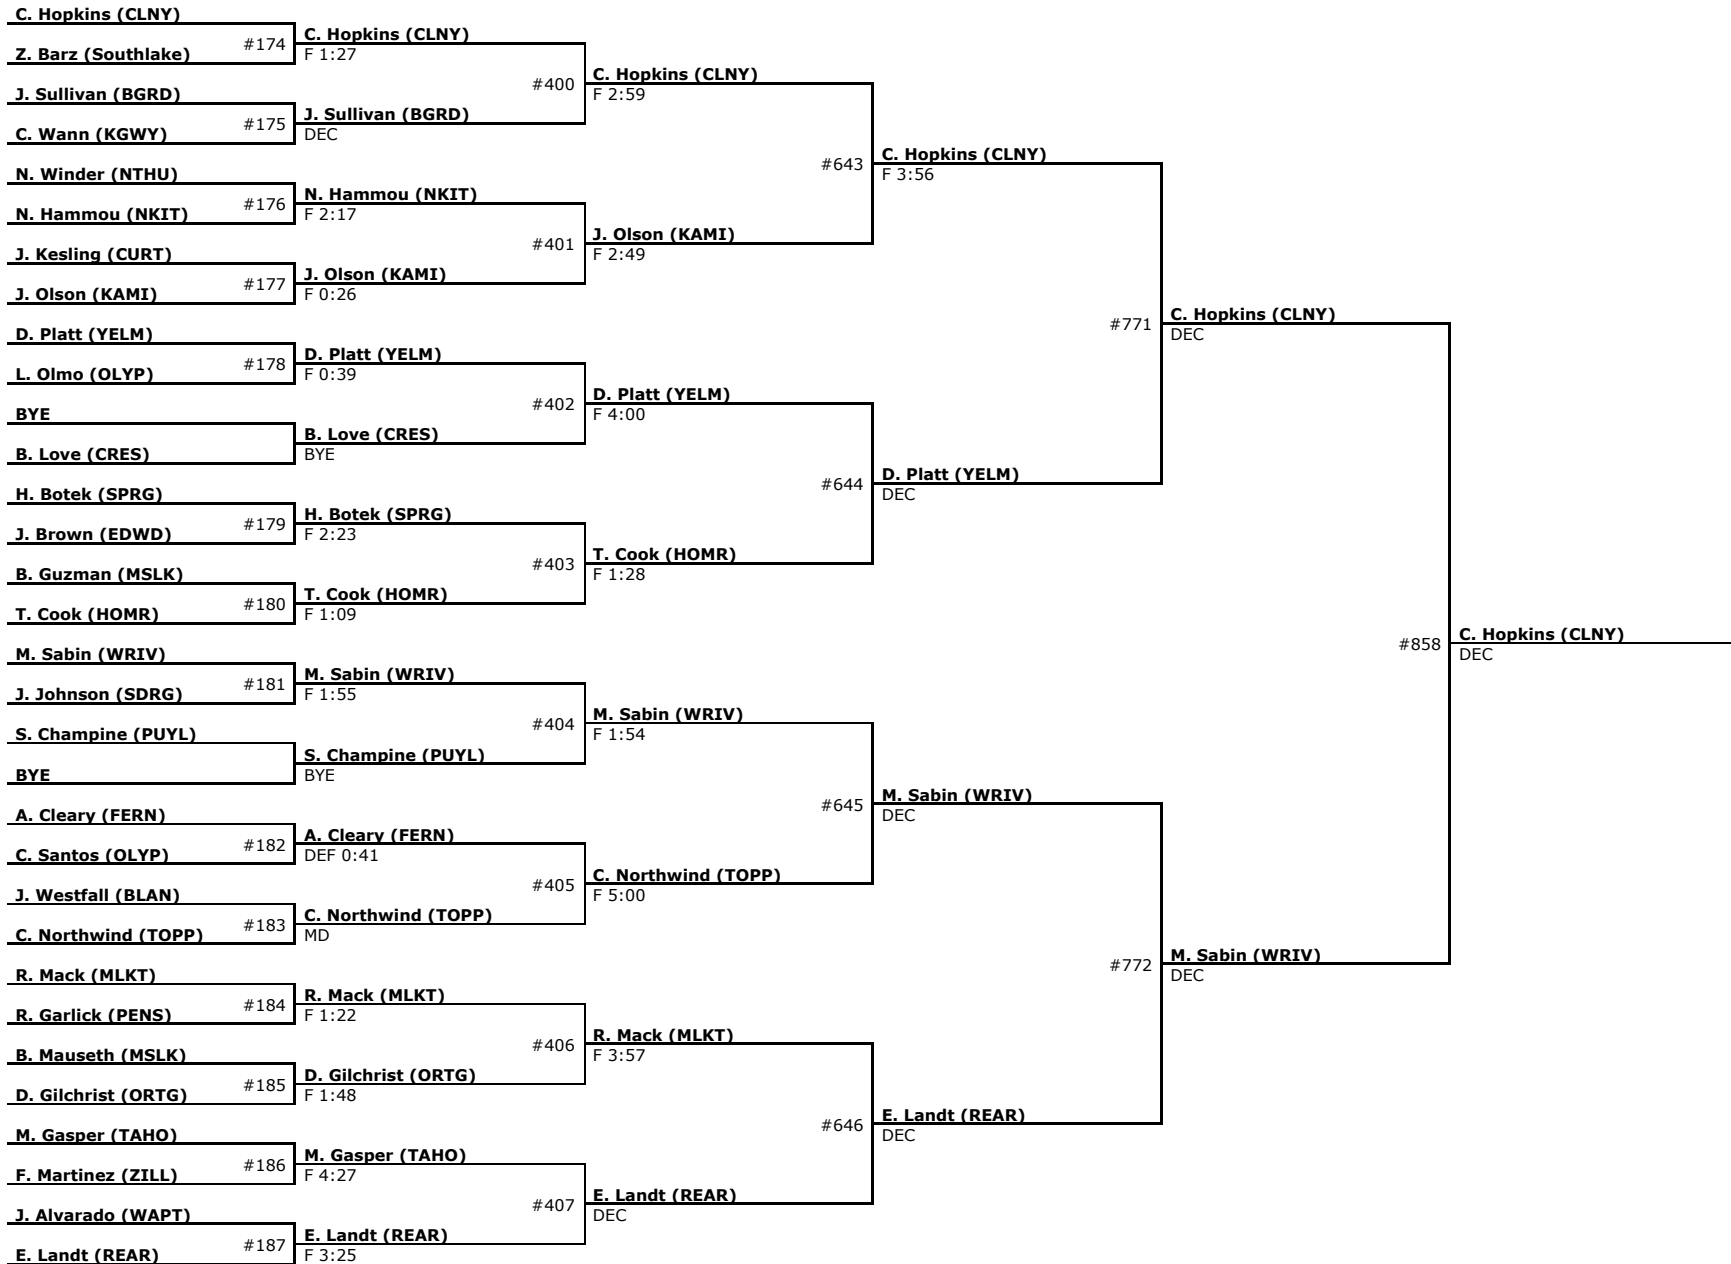 C. Hopkins (CLNY)
#174
Z. Barz (Southlake)
C. Hopkins (CLNY)
F 1:27
#400
J. Sullivan (BGRD)
#175
C. Wann (KGWY)
J. Sullivan (BGRD)
DEC
C. Hopkins (CLNY)
F 2:59
#643
N. Winder (NTHU)
#176
N. Hammou (NKIT)
N. Hammou (NKIT)
F 2:17
#401
J. Kesling (CURT)
#177
J. Olson (KAMI)
J. Olson (KAMI)
F 0:26
J. Olson (KAMI)
F 2:49
C. Hopkins (CLNY)
F 3:56
#771
D. Platt (YELM)
#178
L. Olmo (OLYP)
D. Platt (YELM)
F 0:39
#402
BYE
B. Love (CRES)
B. Love (CRES)
BYE
D. Platt (YELM)
F 4:00
#644
H. Botek (SPRG)
#179
J. Brown (EDWD)
H. Botek (SPRG)
F 2:23
#403
B. Guzman (MSLK)
#180
T. Cook (HOMR)
T. Cook (HOMR)
F 1:09
T. Cook (HOMR)
F 1:28
D. Platt (YELM)
DEC
C. Hopkins (CLNY)
DEC
#858
C. Hopkins (CLNY)
DEC
M. Sabin (WRIV)
#181
J. Johnson (SDRG)
M. Sabin (WRIV)
F 1:55
#404
S. Champine (PUYL)
BYE
S. Champine (PUYL)
BYE
M. Sabin (WRIV)
F 1:54
#645
A. Cleary (FERN)
#182
C. Santos (OLYP)
A. Cleary (FERN)
DEF 0:41
#405
J. Westfall (BLAN)
#183
C. Northwind (TOPP)
C. Northwind (TOPP)
MD
C. Northwind (TOPP)
F 5:00
M. Sabin (WRIV)
DEC
#772
M. Sabin (WRIV)
DEC
R. Mack (MLKT)
#184
R. Garlick (PENS)
R. Mack (MLKT)
F 1:22
#406
B. Mauseth (MSLK)
#185
D. Gilchrist (ORTG)
D. Gilchrist (ORTG)
F 1:48
R. Mack (MLKT)
F 3:57
#646
M. Gasper (TAHO)
#186
F. Martinez (ZILL)
M. Gasper (TAHO)
F 4:27
#407
J. Alvarado (WAPT)
#187
E. Landt (REAR)
E. Landt (REAR)
F 3:25
E. Landt (REAR)
DEC
E. Landt (REAR)
DEC